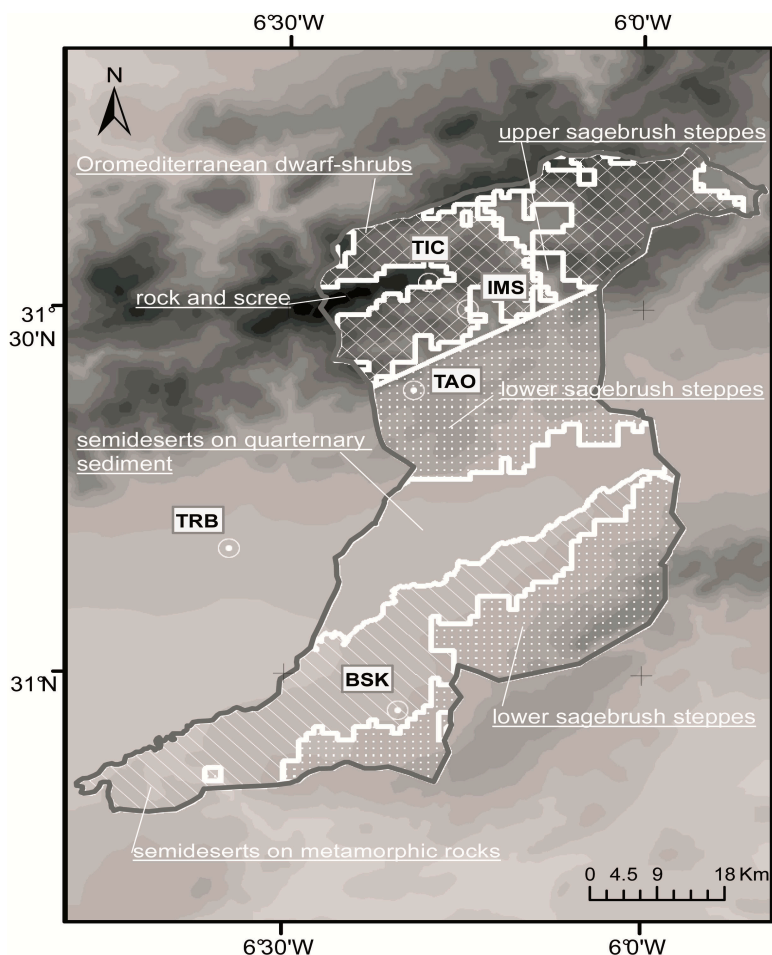 6°30'W 6°0'W
N
upper sagebrush steppes
Oromediterranean dwarf-shrubs
TIC
IMS
rock and scree
31°
30'N
TAO
lower sagebrush steppes
semideserts on quarternary
sediment
TRB
31°N
BSK
lower sagebrush steppes
semideserts on metamorphic rocks
0 4.5 9 18 Km
6°30'W 6°0'W